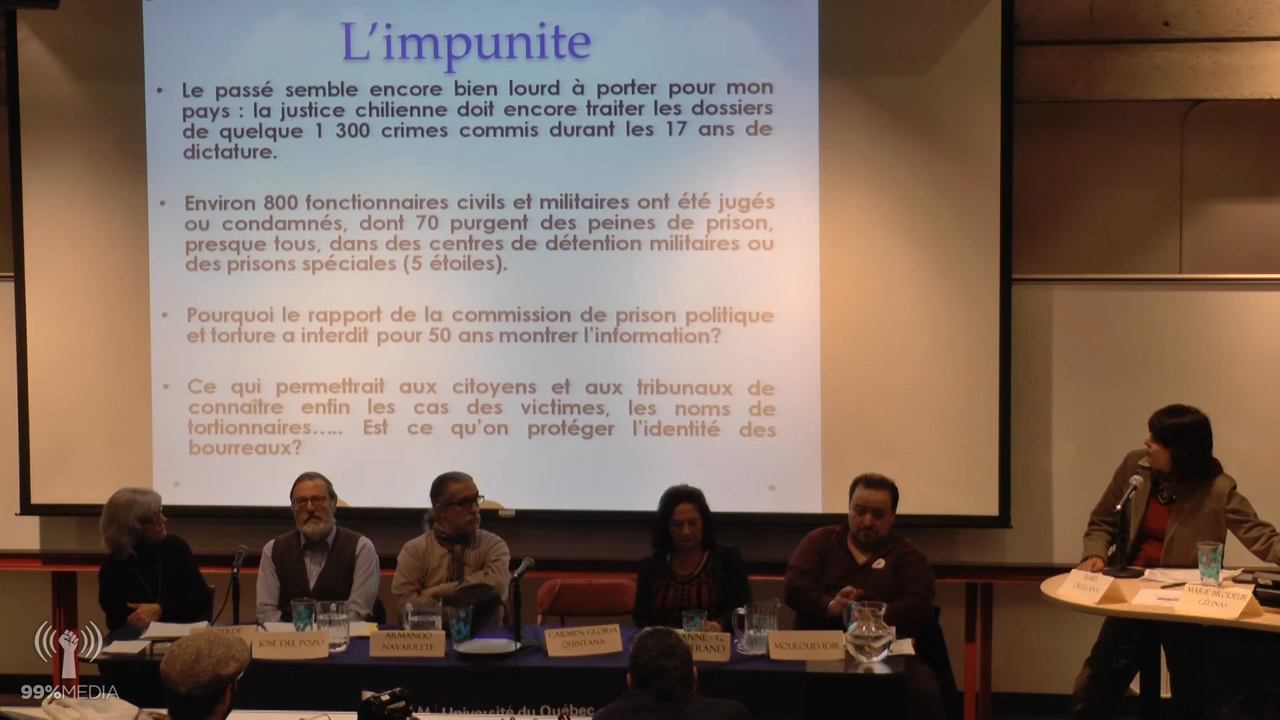 L'impunite
• Le passé semble encore bien lourd à porter pour mon
pays : la justice chilienne doit encore traiter les dossiers
de quelque 1 300 crimes commis durant les 17 ans de
dictature.
• Environ 800 fonctionnaires civils et militaires ont été jugés
ou condamnés, dont 70 purgent des peines de prison,
presque tous, dans des centres de détention militaires ou
des prisons spéciales (5 étoiles).
• Pourquoi le rapport de la commission de prison politique
et torture a interdit pour 50 ans montrer l'information?
• Ce qui permettrait aux citoyens et aux tribunaux de
connaître enfin les cas des victimes, les noms de
tortionnaires..... Est ce qu'on protéger l'identité des
bourreaux?
JOSÉ DEL POZO
ARMANDO
NAVARRETE
CARMEN GLORIA
QUINTANA
MOULOUD IDIR
MARIE BRODEUR
GÉLINAS
99%MEDIA
Université du Québec